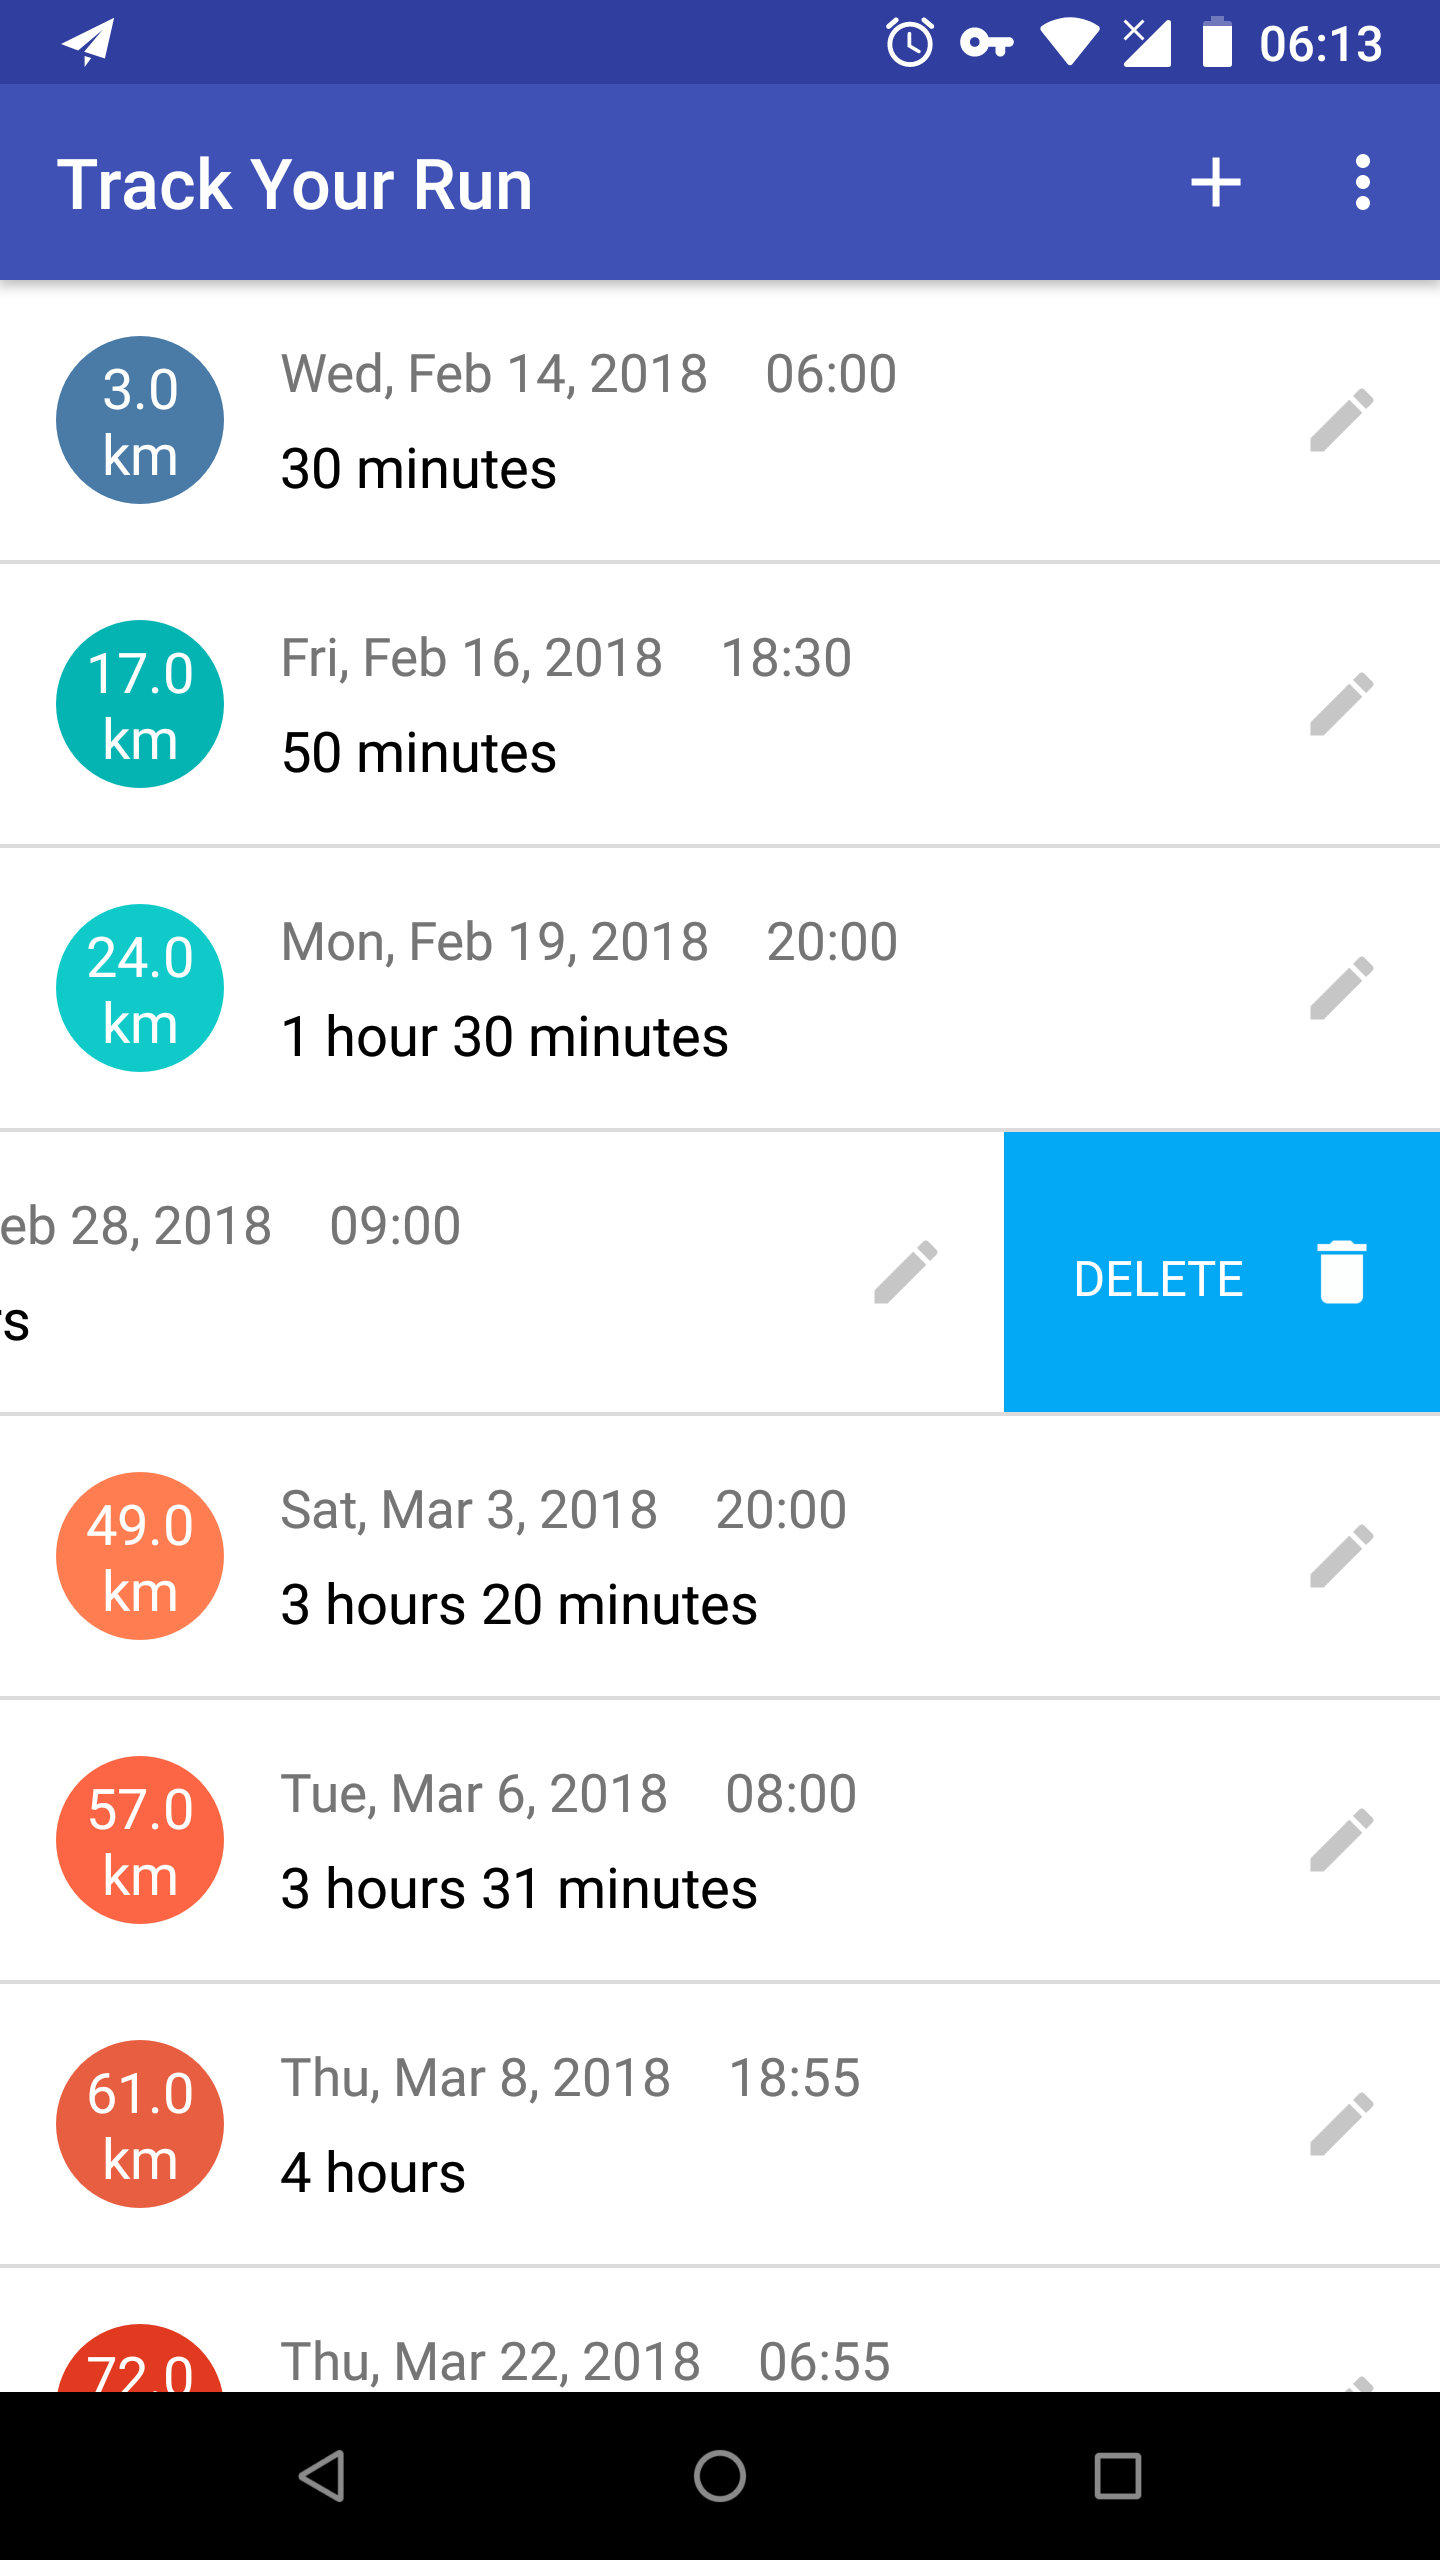 06:13
Track Your Run
3.0
km
Wed, Feb 14, 2018 06:00
30 minutes
17.0
km
Fri, Feb 16, 2018 18:30
50 minutes
24.0
km
Mon, Feb 19, 2018 20:00
1 hour 30 minutes
eb 28, 2018 09:00
DELETE
rs
49.0
km
Sat, Mar 3, 2018 20:00
3 hours 20 minutes
57.0
km
Tue, Mar 6, 2018 08:00
3 hours 31 minutes
61.0
km
Thu, Mar 8, 2018 18:55
4 hours
72.0
Thu, Mar 22, 2018 06:55